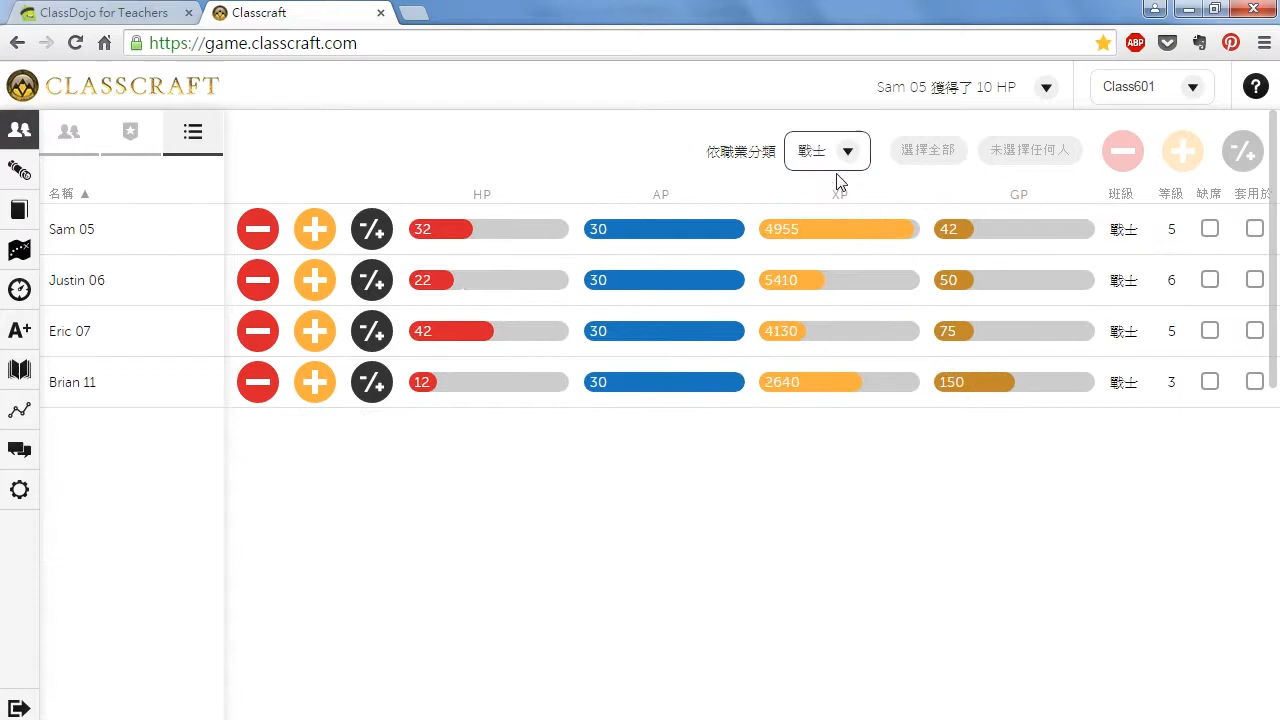 ClassDojo for Teachers
Classcraft
https://game.classcraft.com
ABP
CLASSCRAFT
Sam 05 獲得了 10 HP
Class601
?
依職業分類
戰士
選擇全部
未選擇任何人
名稱 ▲
HP
AP
XP
GP
班級
等級
缺席
套用於
Sam 05
32
30
4955
42
戰士
5
Justin 06
22
30
5410
50
戰士
6
Eric 07
42
30
4130
75
戰士
5
Brian 11
12
30
2640
150
戰士
3
A+